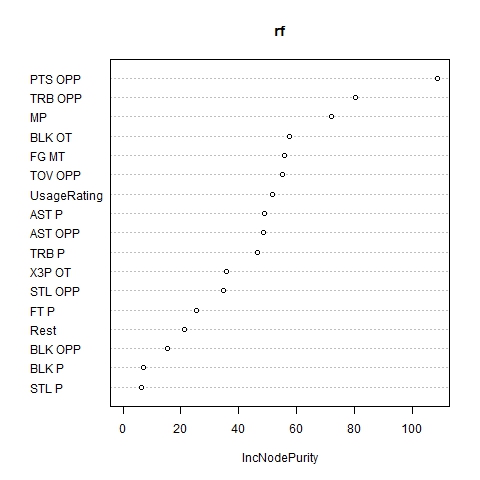 rf
PTS OPP
TRB OPP
MP
BLK OT
FG MT
TOV OPP
UsageRating
AST P
AST OPP
TRB P
X3P OT
STL OPP
FT P
Rest
BLK OPP
BLK P
STL P
0 20 40 60 80 100
IncNodePurity